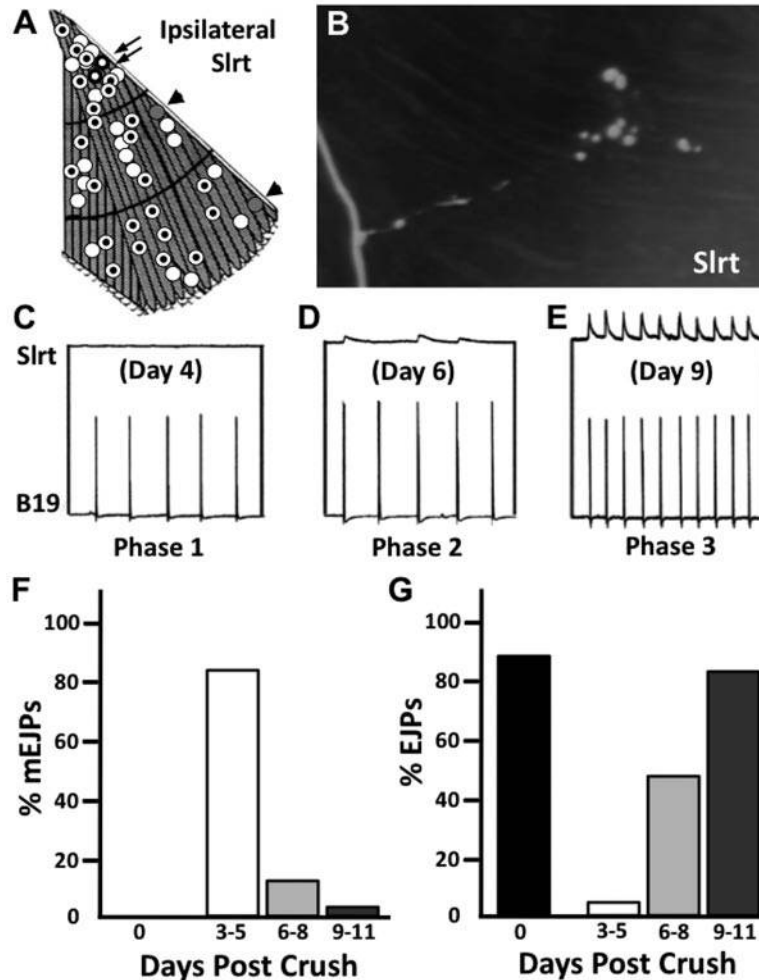 A
Ipsilateral
Slrt
B
Slrt
C
Slrt
(Day 4)
B19
Phase 1
D
(Day 6)
Phase 2
E
(Day 9)
Phase 3
F
100
80
60
40
20
0
% mEJPs
0 3-5 6-8 9-11
Days Post Crush
G
100
80
60
40
20
0
% EJPs
0 3-5 6-8 9-11
Days Post Crush